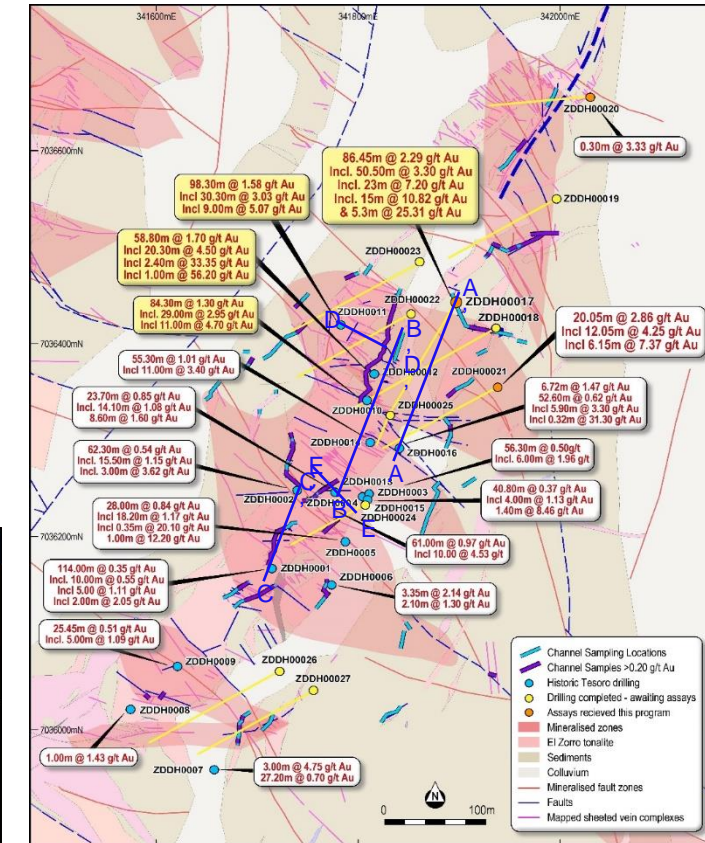 341600mE
341800mE
342000mE
7036600mN
7036400mN
7036200mN
7036000mN
ZDDH00020
0.30m @ 3.33 g/t Au
86.45m @ 2.29 g/t Au
Incl. 50.50m @ 3.30 g/t Au
Incl. 23m @ 7.20 g/t Au
Incl. 15m @ 10.82 g/t Au
& 5.3m @ 25.31 g/t Au
98.30m @ 1.58 g/t Au
Incl 30.30m @ 3.03 g/t Au
Incl 9.00m @ 5.07 g/t Au
ZDDH00019
58.80m @ 1.70 g/t Au
Incl 20.30m @ 4.50 g/t Au
Incl 2.40m @ 33.35 g/t Au
Incl 1.00m @ 56.20 g/t Au
ZDDH00023
84.30m @ 1.30 g/t Au
Incl. 29.00m @ 2.95 g/t Au
Incl 11.00m @ 4.70 g/t Au
ZDDH00022
A,
ZDDH00017
ZDDH0011
D
B,
ZDDH00018
20.05m @ 2.86 g/t Au
Incl 12.05m @ 4.25 g/t Au
Incl 6.15m @ 7.37 g/t Au
55.30m @ 1.01 g/t Au
Incl 11.00m @ 3.40 g/t Au
ZDDH00012
D,
ZDDH00021
23.70m @ 0.85 g/t Au
Incl. 14.10m @ 1.08 g/t Au
8.60m @ 1.60 g/t Au
ZDDH0010
ZDDH00025
6.72m @ 1.47 g/t Au
52.60m @ 0.62 g/t Au
Incl 5.90m @ 3.30 g/t Au
Incl 0.32m @ 31.30 g/t Au
ZDDH0016
A
62.30m @ 0.54 g/t Au
Incl. 15.50m @ 1.15 g/t Au
Incl. 3.00m @ 3.62 g/t Au
56.30m @ 0.50g/t
Incl. 6.00m @ 1.96 g/t
E,
C,
ZDDH0002
ZDDH0003
40.80m @ 0.37 g/t Au
Incl 4.00m @ 1.13 g/t Au
1.40m @ 8.46 g/t Au
28.00m @ 0.84 g/t Au
Incl 18.20m @ 1.17 g/t Au
Incl 0.35m @ 20.10 g/t Au
1.00m @ 12.20 g/t Au
B
ZDDH0015
ZDDH00024
E
ZDDH0005
61.00m @ 0.97 g/t Au
Incl 10.00 @ 4.53 g/t
114.00m @ 0.35 g/t Au
Incl. 10.00m @ 0.55 g/t Au
Incl 5.00 @ 1.11 g/t Au
Incl 2.00m @ 2.05 g/t Au
ZDDH0001
C
ZDDH0006
3.35m @ 2.14 g/t Au
2.10m @ 1.30 g/t Au
25.45m @ 0.51 g/t Au
Incl. 5.00m @ 1.09 g/t Au
ZDDH0009
ZDDH00026
ZDDH00027
ZDDH0008
1.00m @ 1.43 g/t Au
ZDDH0007
3.00m @ 4.75 g/t Au
27.20m @ 0.70 g/t Au
N
0
100m
Channel Sampling Locations
Channel Samples >0.20 g/t Au
Historic Tesoro drilling
Drilling completed - awaiting assays
Assays recieved this program
Mineralised zones
El Zorro tonalite
Sediments
Colluvium
Mineralised fault zones
Faults
Mapped sheeted vein complexes